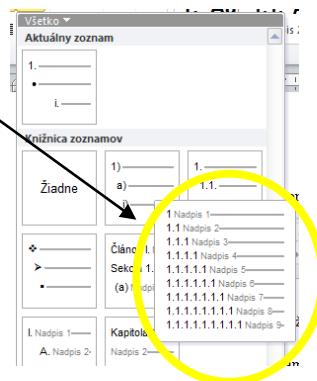 Všetko
Aktuálny zoznam
1.
i.
Knižnica zoznamov
Žiadne
1)
a)
i)
1.
1.1.
1 Nadpis 1
1.1 Nadpis 2
1.1.1 Nadpis 3
1.1.1.1 Nadpis 4
1.1.1.1.1 Nadpis 5
1.1.1.1.1.1 Nadpis 6
1.1.1.1.1.1.1 Nadpis 7
1.1.1.1.1.1.1.1 Nadpis 8
1.1.1.1.1.1.1.1.1 Nadpis 9
Článo I.
Sekci 1.
(a)
I. Nadpis 1
A. Nadpis 2
Kapitola
Nadpis 2